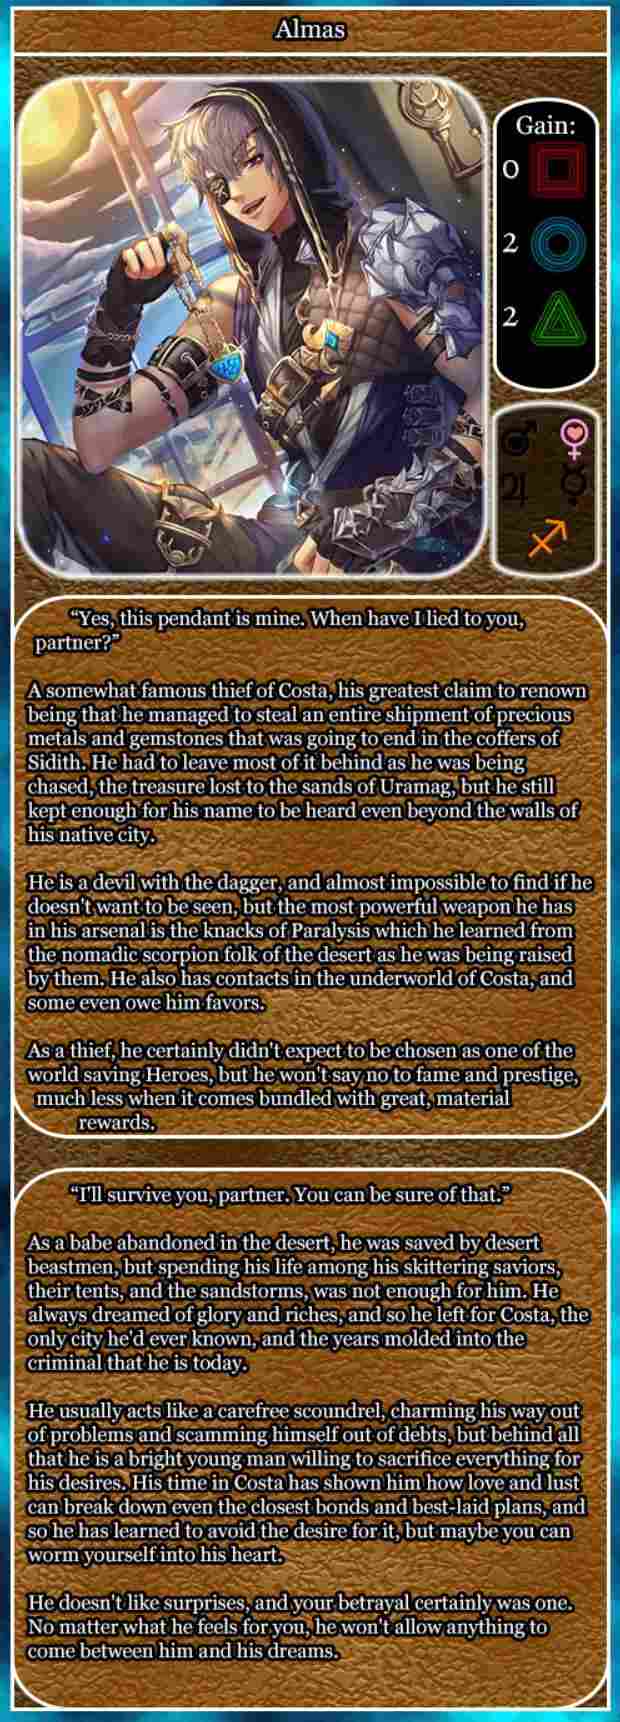 Almas
Gain:
0
2
2
“Yes, this pendant is mine. When have I lied to you,
partner?”
A somewhat famous thief of Costa, his greatest claim to renown
being that he managed to steal an entire shipment of precious
metals and gemstones that was going to end in the coffers of
Sidith. He had to leave most of it behind as he was being
chased, the treasure lost to the sands of Uramag, but he still
kept enough for his name to be heard even beyond the walls of
his native city.
He is a devil with the dagger, and almost impossible to find if he
doesn't want to be seen, but the most powerful weapon he has
in his arsenal is the knacks of Paralysis which he learned from
the nomadic scorpion folk of the desert as he was being raised
by them. He also has contacts in the underworld of Costa, and
some even owe him favors.
As a thief, he certainly didn't expect to be chosen as one of the
world saving Heroes, but he won't say no to fame and prestige,
much less when it comes bundled with great, material
rewards.
“I'll survive you, partner. You can be sure of that.”
As a babe abandoned in the desert, he was saved by desert
beastmen, but spending his life among his skittering saviors,
their tents, and the sandstorms, was not enough for him. He
always dreamed of glory and riches, and so he left for Costa, the
only city he'd ever known, and the years molded into the
criminal that he is today.
He usually acts like a carefree scoundrel, charming his way out
of problems and scamming himself out of debts, but behind all
that he is a bright young man willing to sacrifice everything for
his desires. His time in Costa has shown him how love and lust
can break down even the closest bonds and best-laid plans, and
so he has learned to avoid the desire for it, but maybe you can
worm yourself into his heart.
He doesn't like surprises, and your betrayal certainly was one.
No matter what he feels for you, he won't allow anything to
come between him and his dreams.